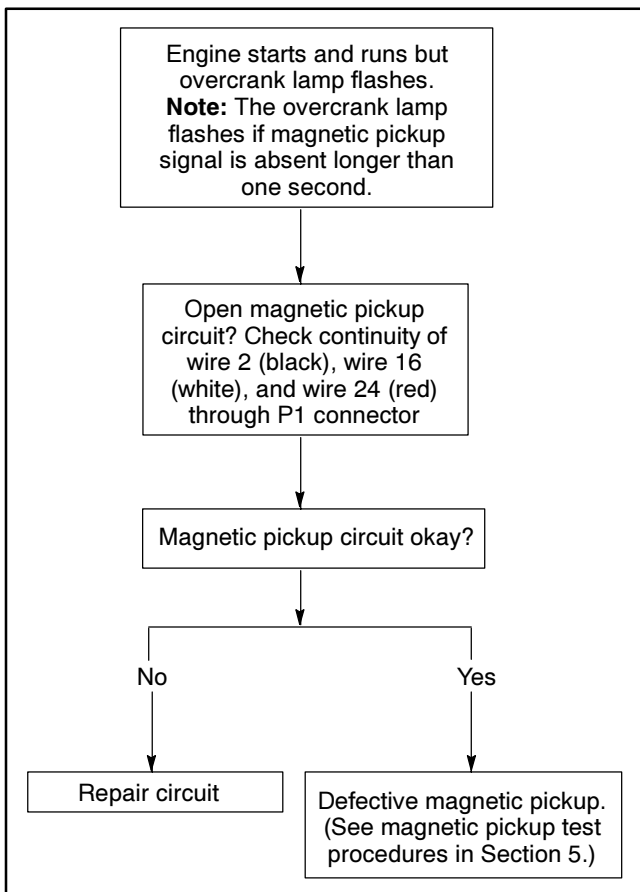 Engine starts and runs but
overcrank lamp flashes.
Note: The overcrank lamp
flashes if magnetic pickup
signal is absent longer than
one second.
Open magnetic pickup
circuit? Check continuity of
wire 2 (black), wire 16
(white), and wire 24 (red)
through P1 connector
Magnetic pickup circuit okay?
No
Yes
Repair circuit
Defective magnetic pickup.
(See magnetic pickup test
procedures in Section 5.)